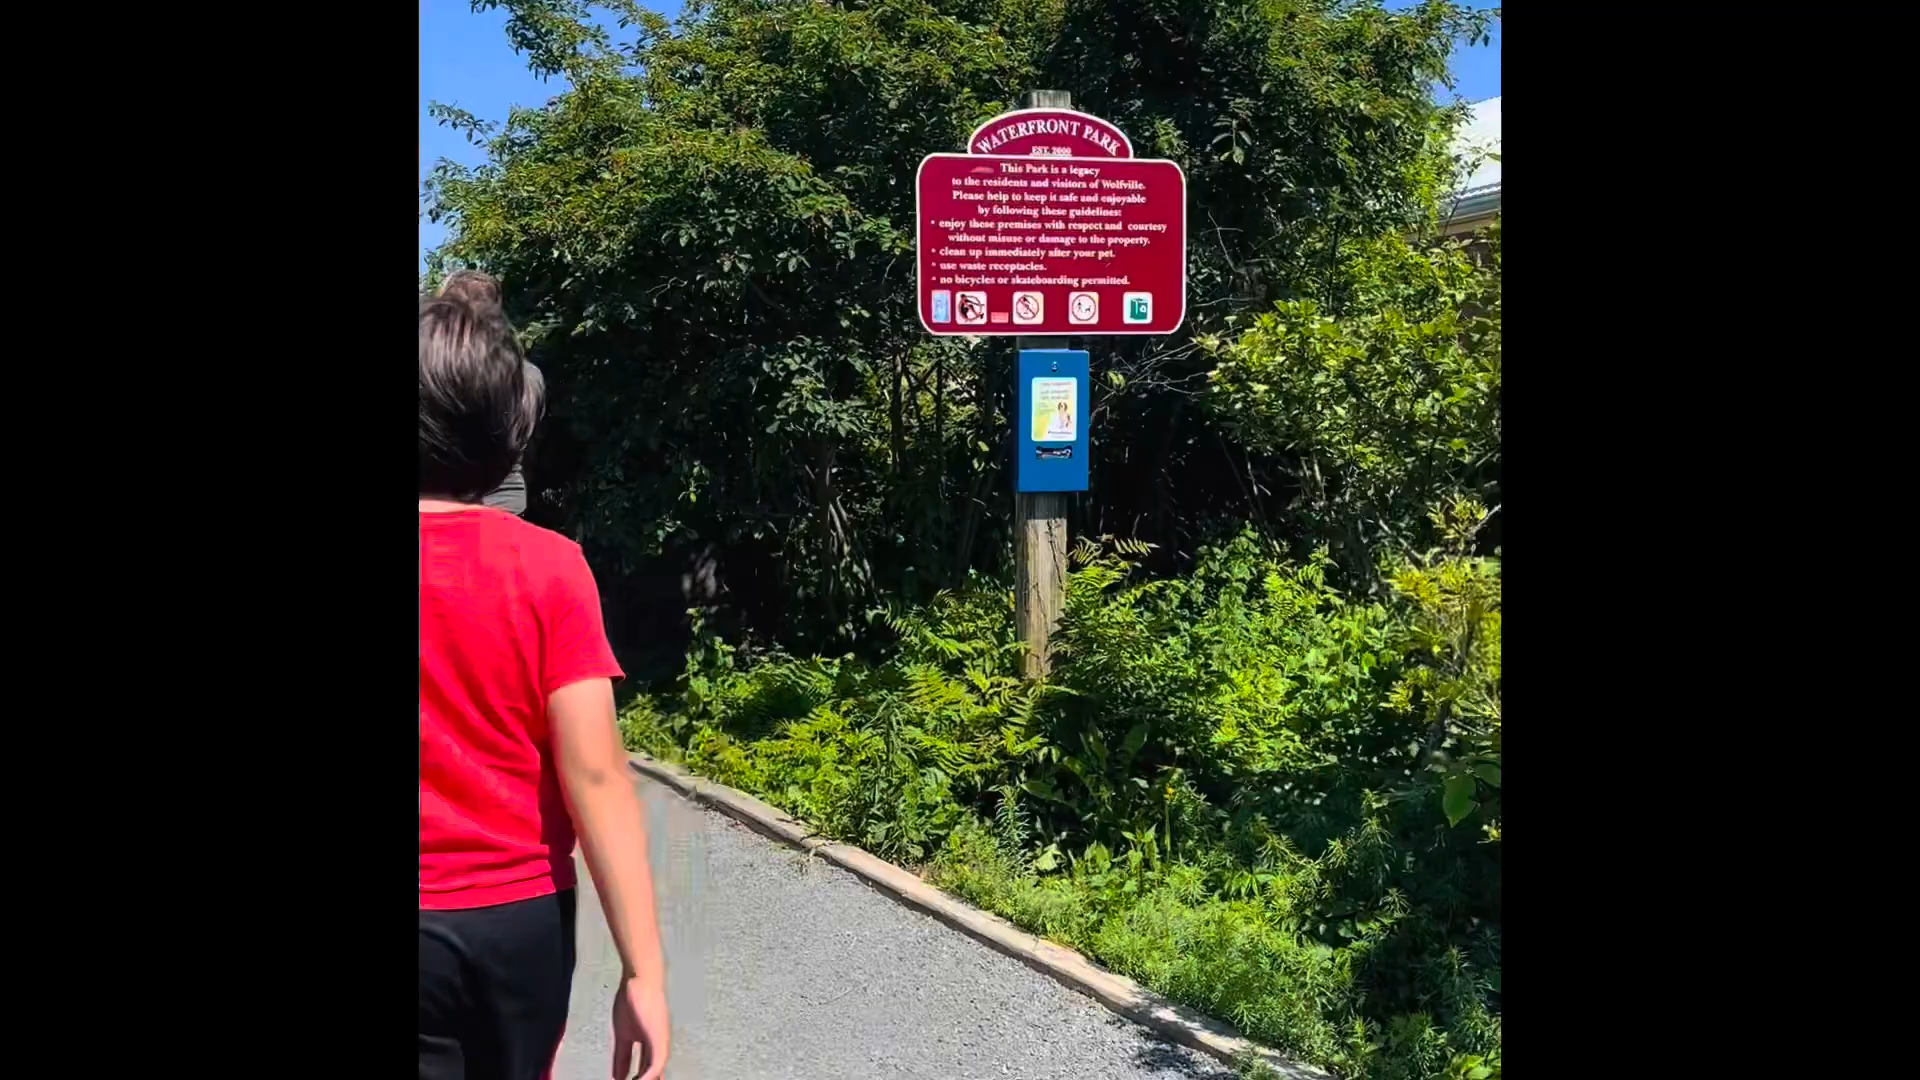 WATERFRONT PARK
EST. 2000
This Park is a legacy
to the residents and visitors of Wolfville.
Please help to keep it safe and enjoyable
by following these guidelines:
* enjoy these premises with respect and courtesy
without misuse or damage to the property.
* clean up immediately after your pet.
* use waste receptacles.
* no bicycles or skateboarding permitted.